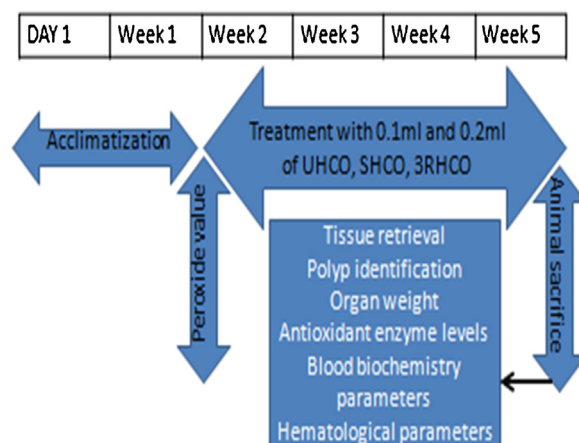 DAY 1 Week 1 Week 2 Week 3 Week 4 Week 5
Acclimatization
Treatment with 0.1ml and 0.2ml
of UHCO, SHCO, 3RHCO
Peroxide value
Animal sacrifice
Tissue retrieval
Polyp identification
Organ weight
Antioxidant enzyme levels
Blood biochemistry
parameters
Hematological parameters